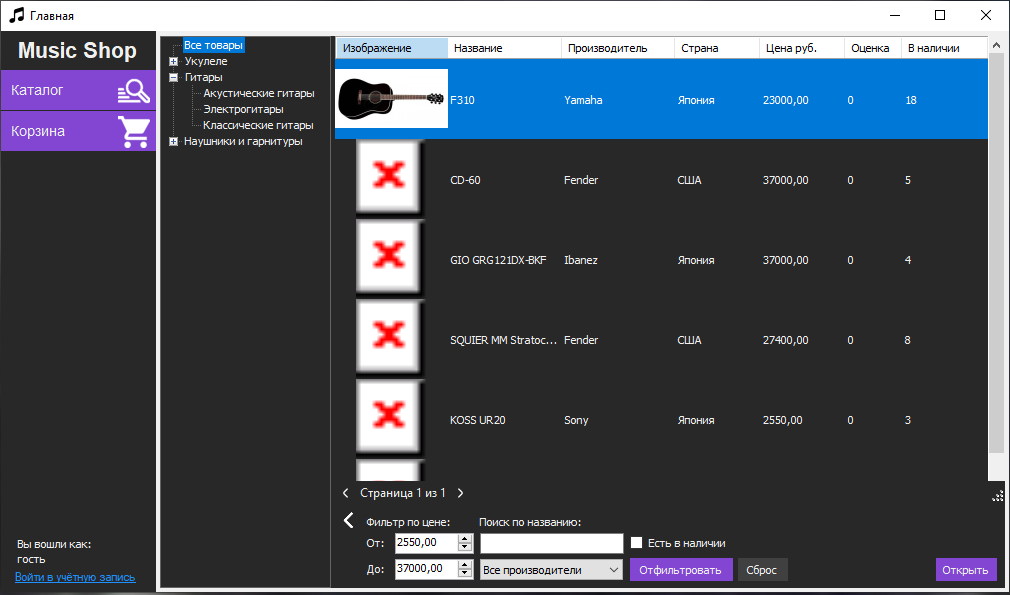 Главная
Music Shop
Каталог
Корзина
Вы вошли как:
гость
Войти в учётную запись
Все товары
Укулеле
Гитары
Акустические гитары
Электрогитары
Классические гитары
Наушники и гарнитуры
Изображение Название Производитель Страна Цена руб. Оценка В наличии
F310 Yamaha Япония 23000,00 0 18
CD-60 Fender США 37000,00 0 5
GIO GRG121DX-BKF Ibanez Япония 37000,00 0 4
SQUIER MM Stratoc... Fender США 27400,00 0 8
KOSS UR20 Sony Япония 2550,00 0 3
Страница 1 из 1
Фильтр по цене: Поиск по названию:
От: 2550,00 Есть в наличии
До: 37000,00 Все производители Отфильтровать Сброс Открыть